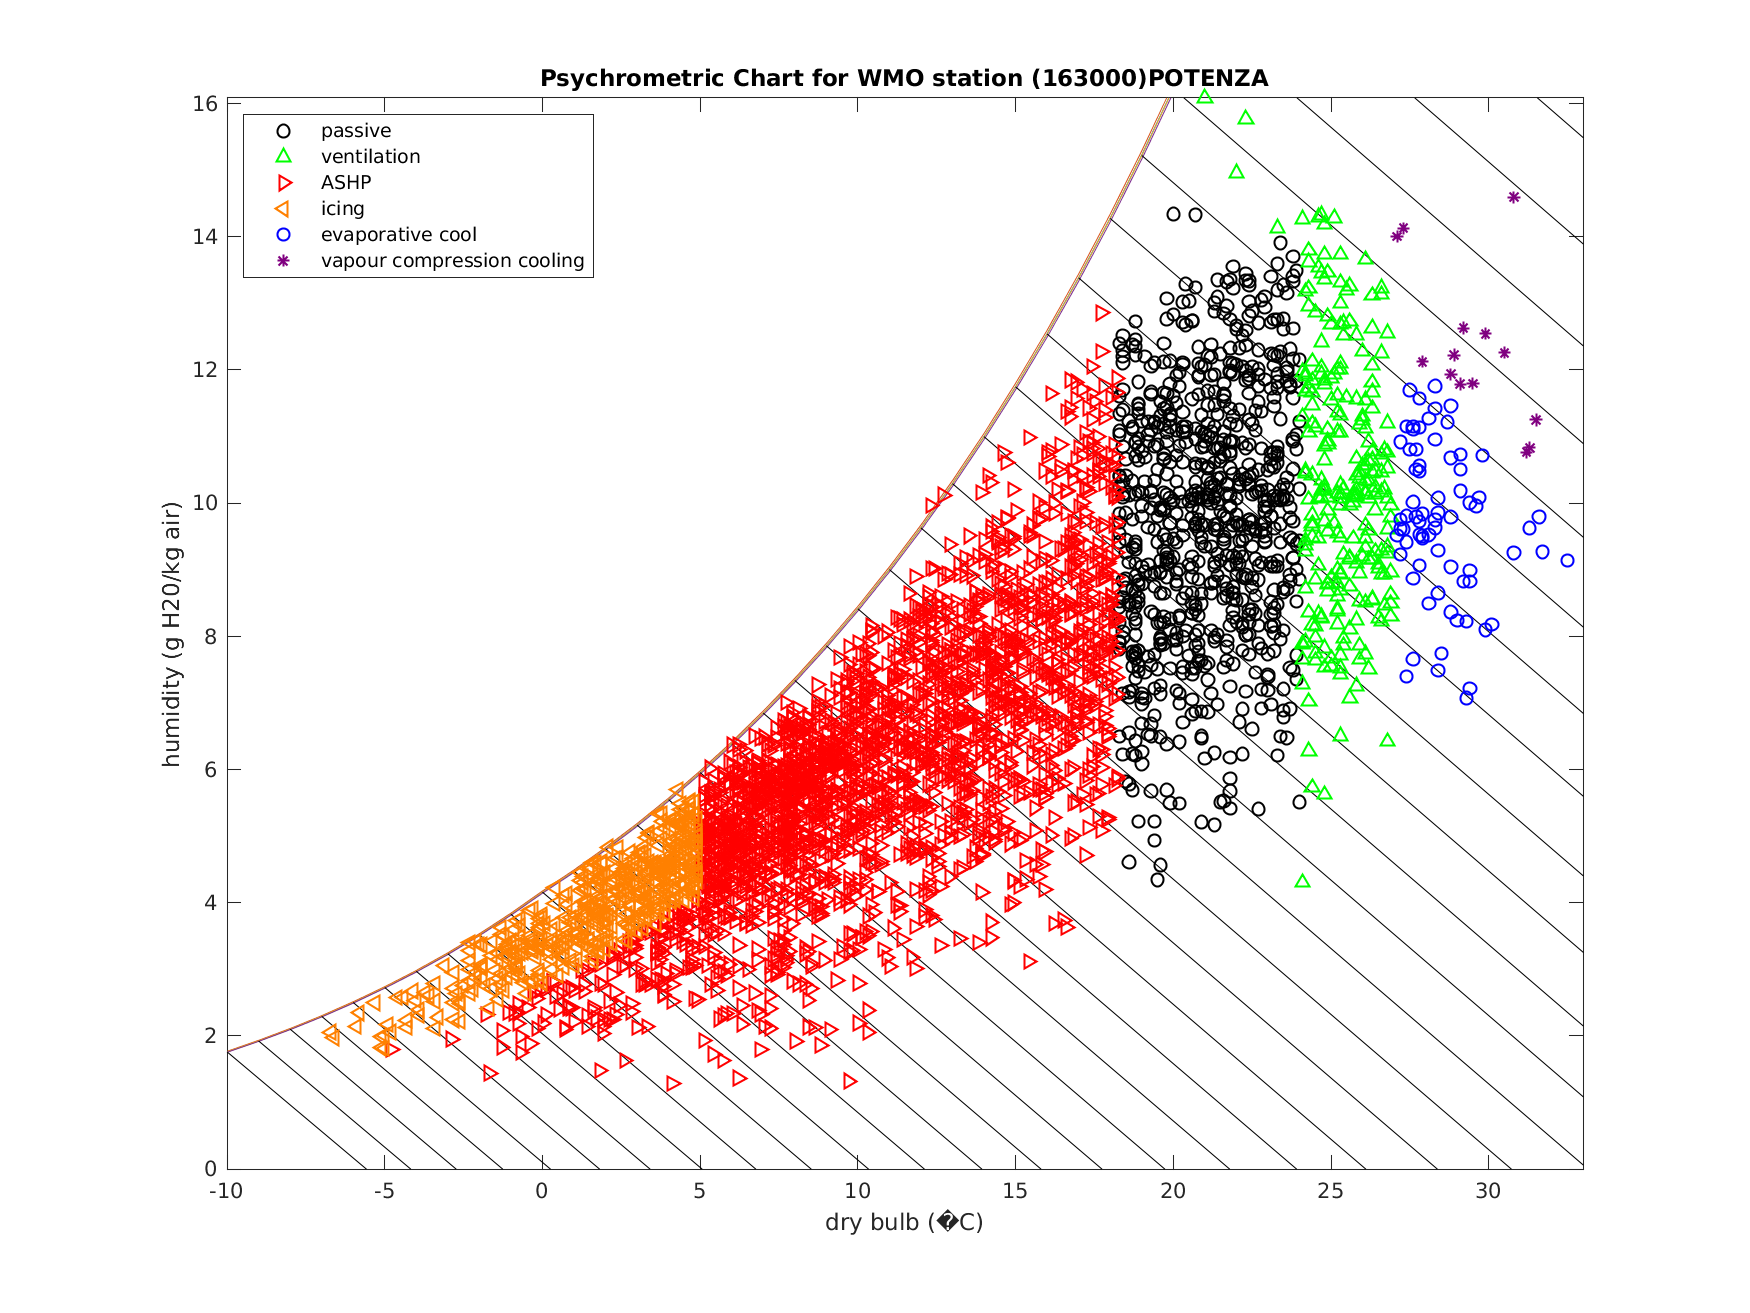 Psychrometric Chart for WMO station (163000)POTENZA
passive
ventilation
ASHP
icing
evaporative cool
vapour compression cooling
16
14
12
10
8
6
4
2
0
humidity (g H20/kg air)
-10 -5 0 5 10 15 20 25 30
dry bulb (�C)